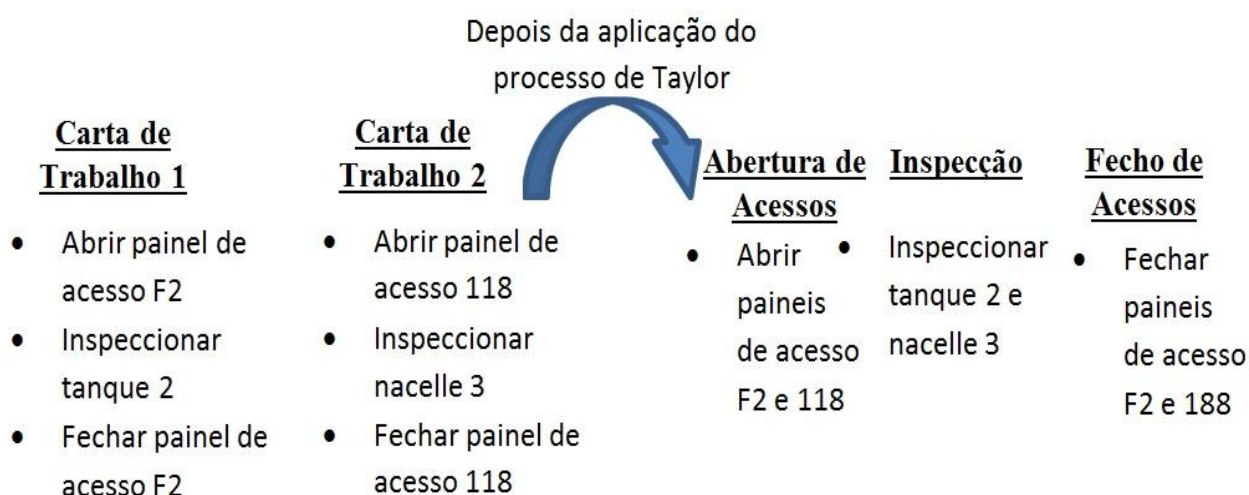 Depois da aplicação do
processo de Taylor
Carta de
Trabalho 1
• Abrir painel de
acesso F2
• Inspeccionar
tanque 2
• Fechar painel de
acesso F2
Carta de
Trabalho 2
• Abrir painel de
acesso 118
• Inspeccionar
nacelle 3
• Fechar painel de
acesso 118
Abertura de
Acessos
• Abrir
paineis
de acesso
F2 e 118
Inspecção
• Inspeccionar
tanque 2 e
nacelle 3
Fecho de
Acessos
• Fechar
paineis
de acesso
F2 e 188